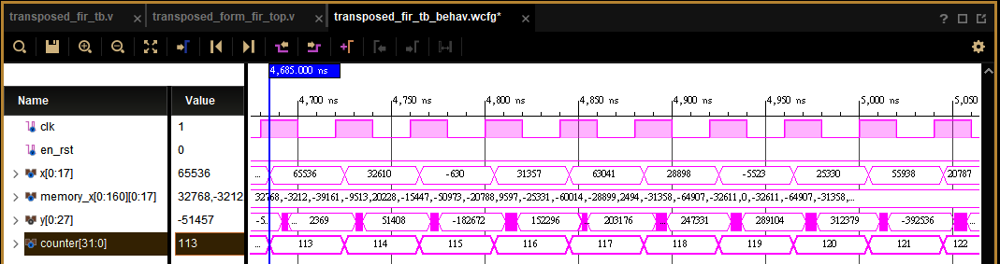 transposed_fir_tb.v × transposed_form_fir_top.v × transposed_fir_tb_behav.wcfg* × ?
4,685.000 ns
Name Value
4,700 ns 4,750 ns 4,800 ns 4,850 ns 4,900 ns 4,950 ns 5,000 ns 5,050
clk 1
en_rst 0
x[0:17] 65536 ... 65536 32610 -630 31357 63041 28898 -5523 25330 55938 20787
memory_x[0:160][0:17] 32768,-3212 32768,-3212,-39161,-9513,20228,-15447,-50973,-20788,9597,-25331,-60014,-28899,2494,-31358,-64907,-32611,0,-32611,-64907,-31358,...
y[0:27] -51457 -5... ... 2369 51408 -182672 152296 203176 247331 289104 312379 -392536
counter[31:0] 113 ... 113 114 115 116 117 118 119 120 121 122